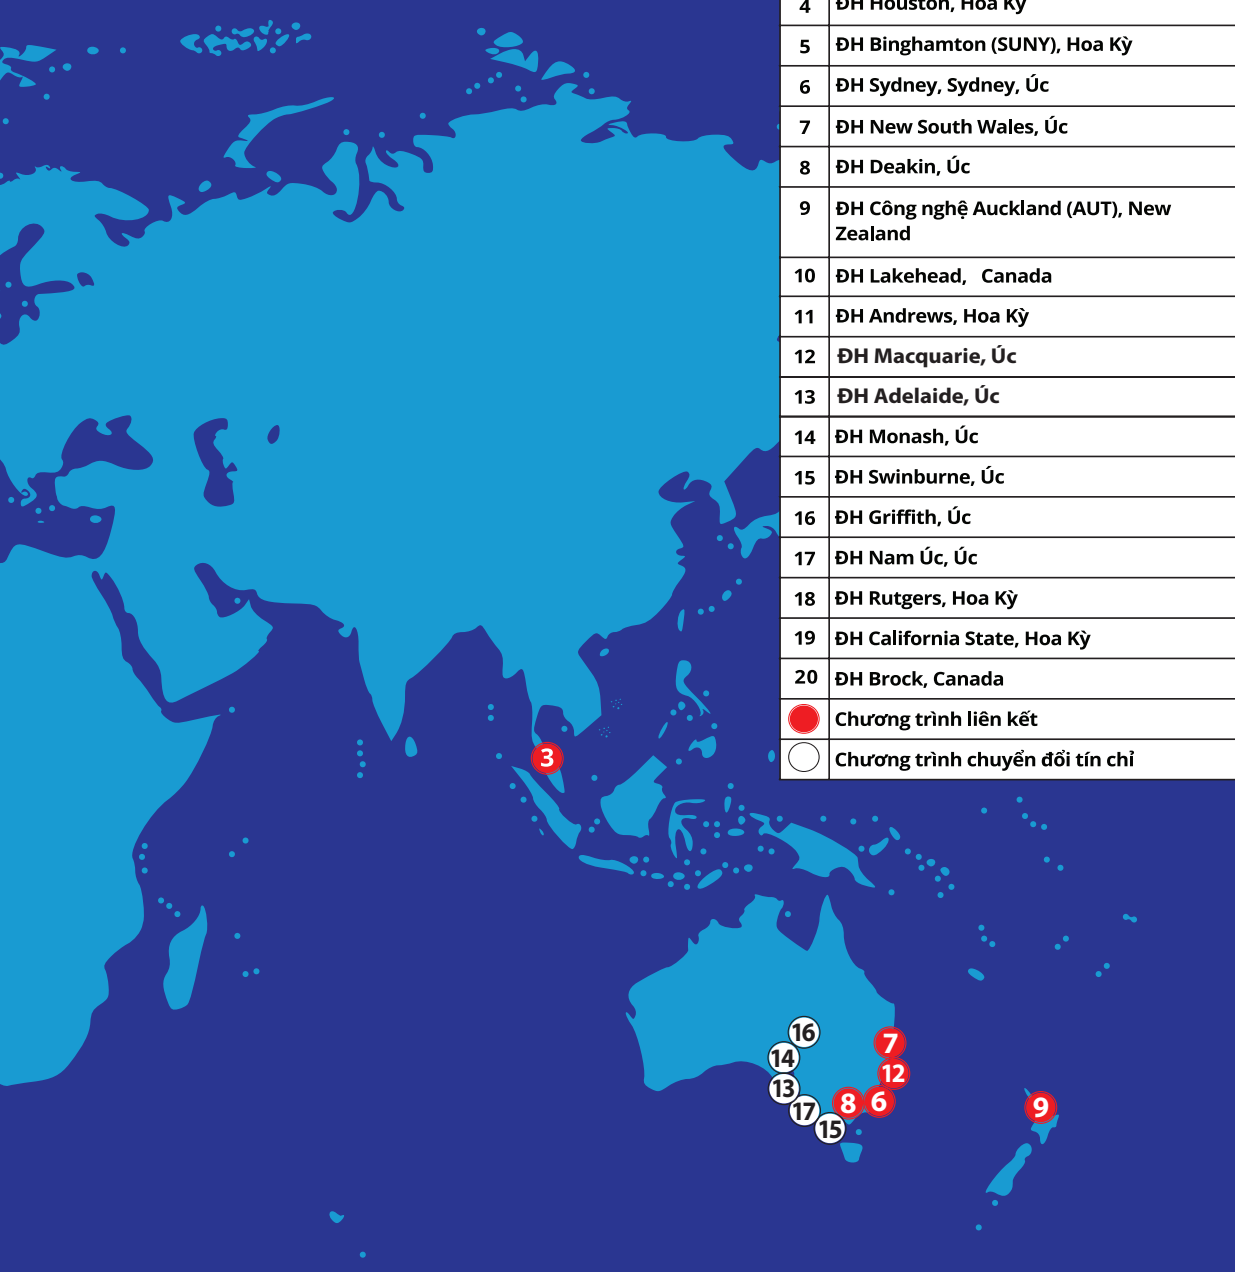 4 ĐH Houston, Hoa Kỳ
5 ĐH Binghamton (SUNY), Hoa Kỳ
6 ĐH Sydney, Sydney, Úc
7 ĐH New South Wales, Úc
8 ĐH Deakin, Úc
9 ĐH Công nghệ Auckland (AUT), New
Zealand
10 ĐH Lakehead, Canada
11 ĐH Andrews, Hoa Kỳ
12 ĐH Macquarie, Úc
13 ĐH Adelaide, Úc
14 ĐH Monash, Úc
15 ĐH Swinburne, Úc
16 ĐH Griffith, Úc
17 ĐH Nam Úc, Úc
18 ĐH Rutgers, Hoa Kỳ
19 ĐH California State, Hoa Kỳ
20 ĐH Brock, Canada
Chương trình liên kết
Chương trình chuyển đổi tín chỉ
3
16
7
14
12
13
8
6
9
17
15